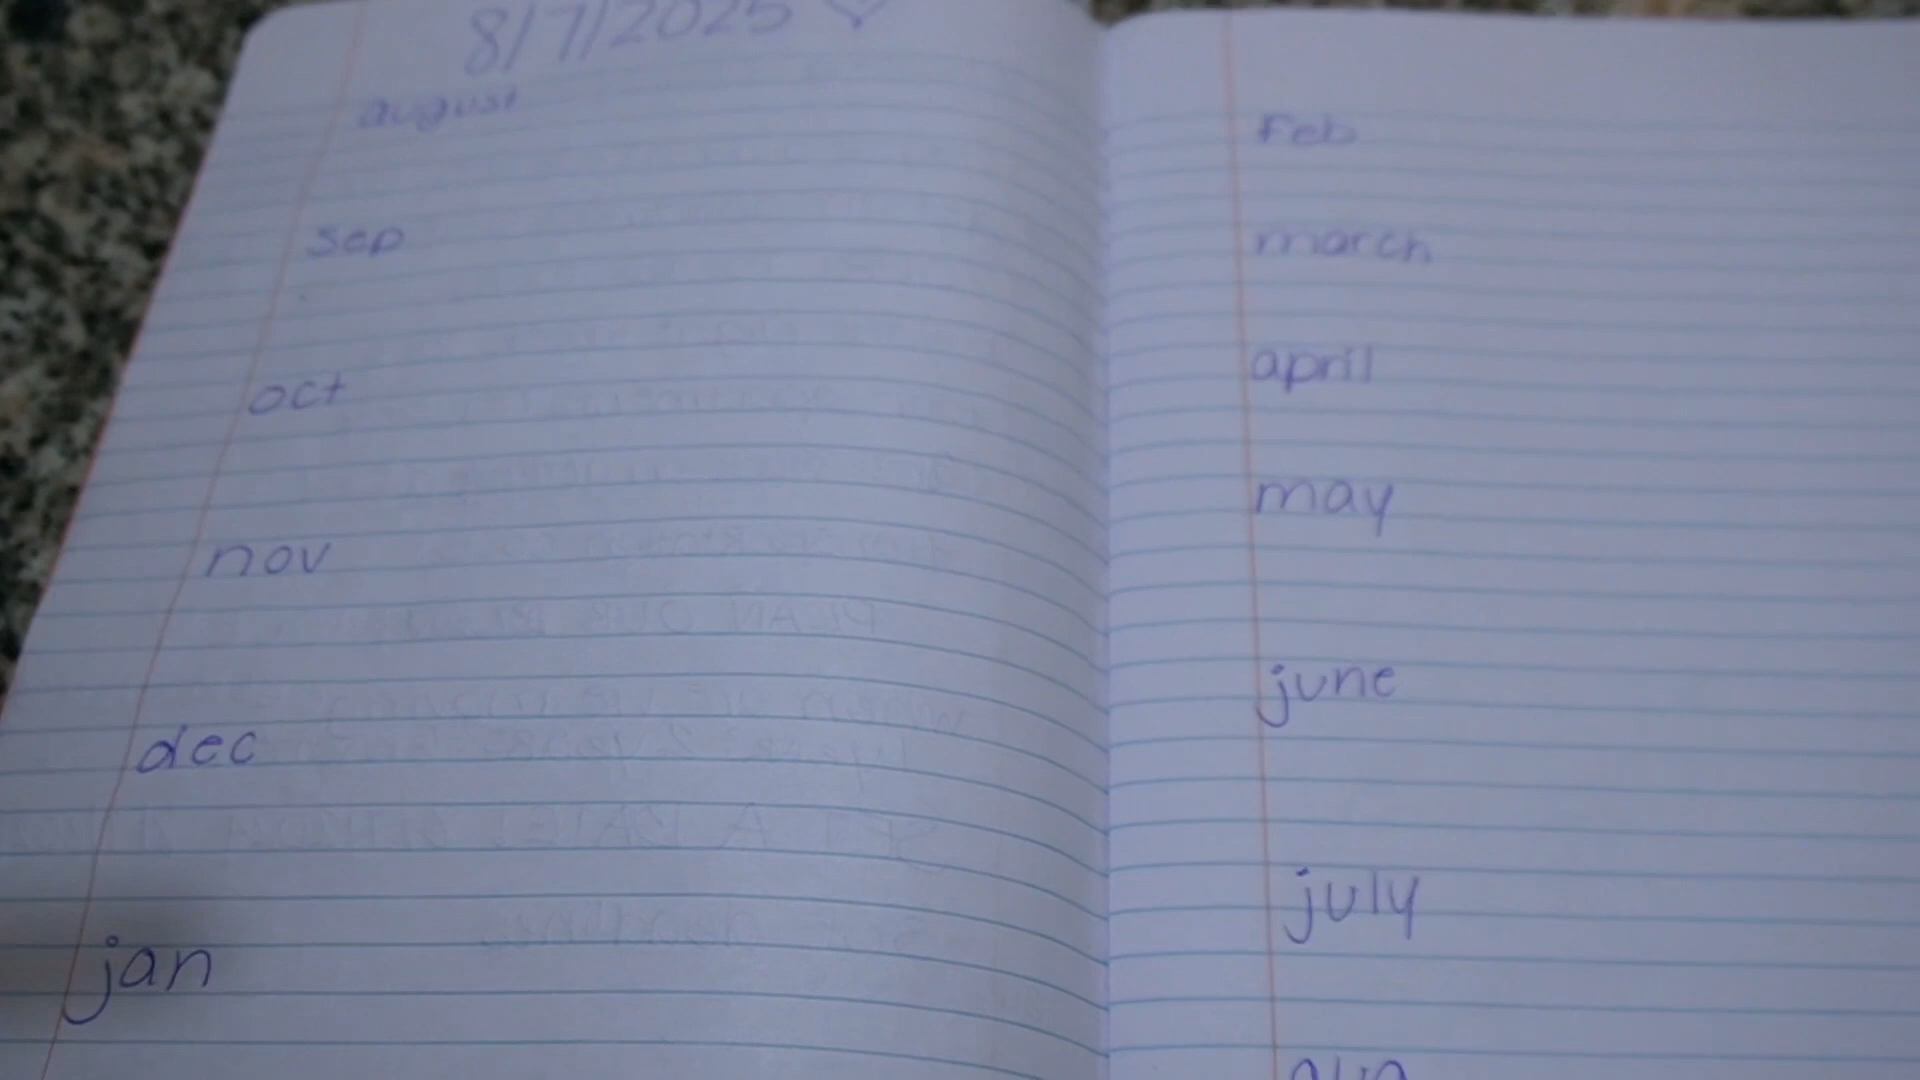 8/7/2025 ♡
august
sep
oct
nov
dec
jan
Feb
march
april
may
june
july